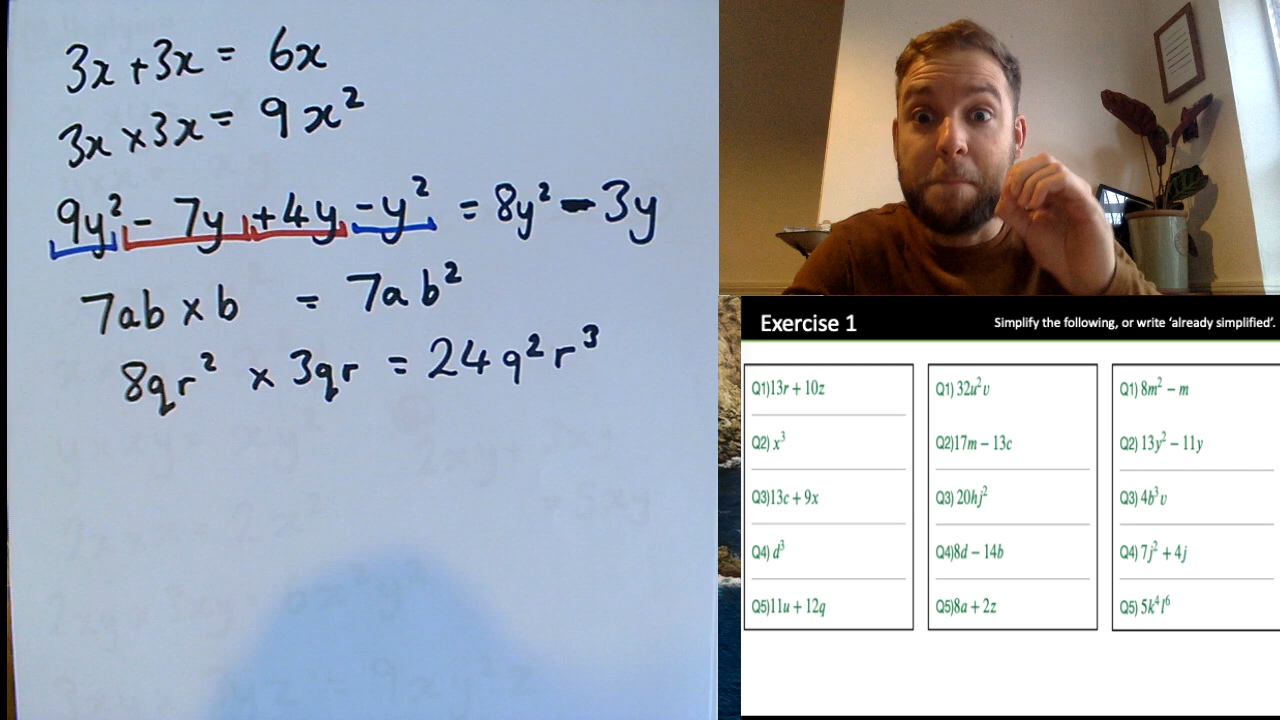 3x + 3x = 6x
3x × 3x = 9x²
9y² - 7y + 4y - y² = 8y² - 3y
7ab × b = 7ab²
8qr² × 3qr = 24q²r³
Exercise 1
Simplify the following, or write ‘already simplified’.
Q1)13r + 10z
Q2) x³
Q3)13c + 9x
Q4) d³
Q5)11u + 12q
Q1) 32u²v
Q2)17m − 13c
Q3) 20hj²
Q4)8d − 14b
Q5)8a + 2z
Q1) 8m² − m
Q2) 13y² − 11y
Q3) 4b³v
Q4) 7j² + 4j
Q5) 5k⁴l⁶